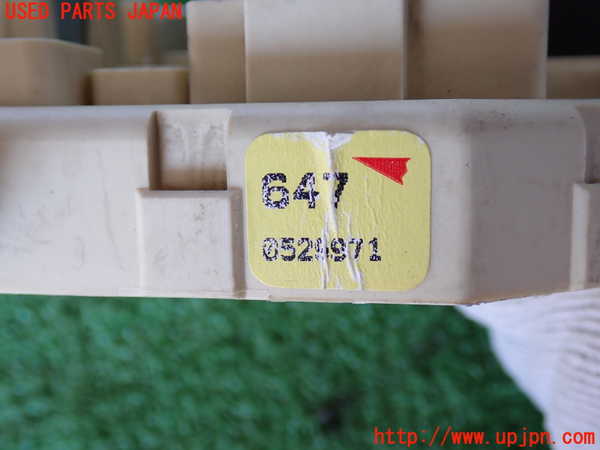 USED PARTS JAPAN
647
0529971
http://www.upjpn.com/